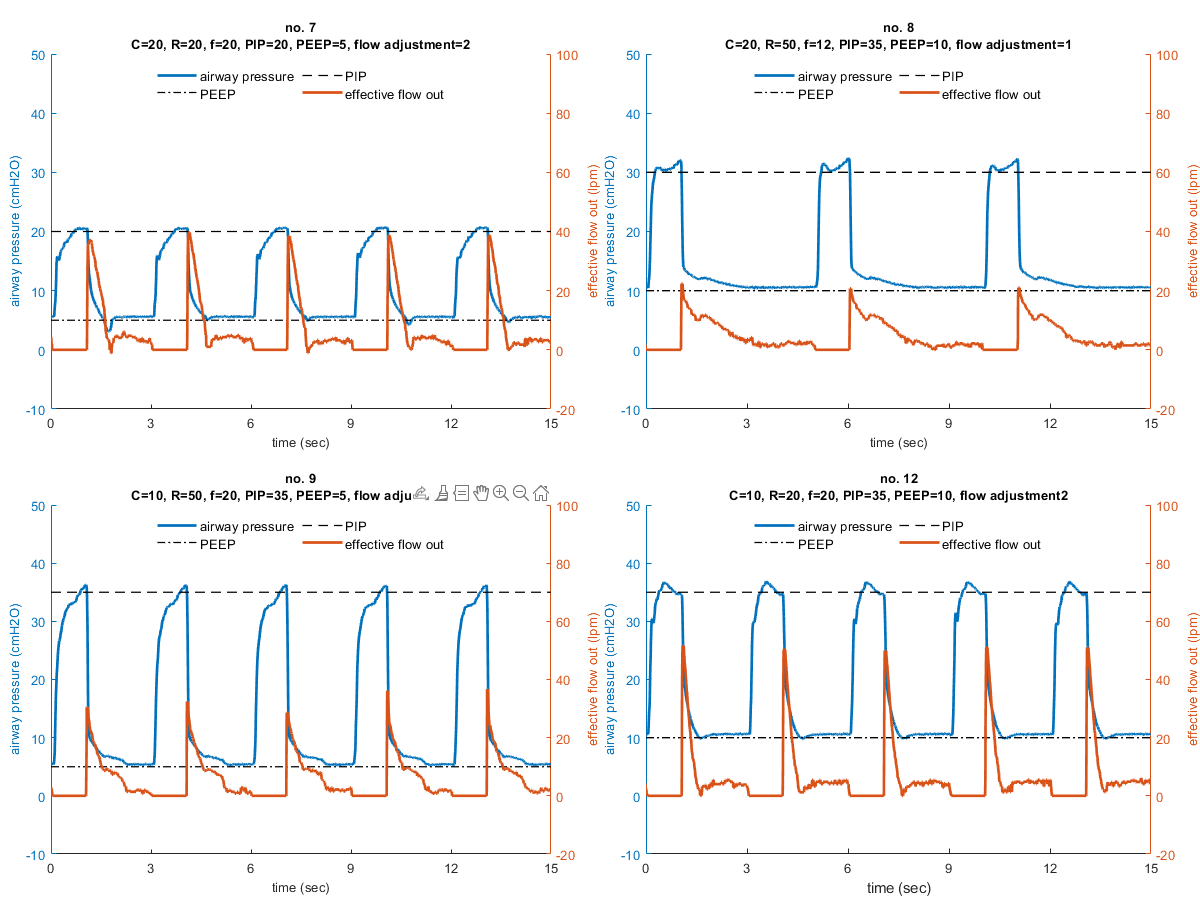 no. 7
C=20, R=20, f=20, PIP=20, PEEP=5, flow adjustment=2
airway pressure
PIP
PEEP
effective flow out
50
40
30
20
10
0
-10
airway pressure (cmH2O)
100
80
60
40
20
0
-20
effective flow out (lpm)
0
3
6
9
12
15
time (sec)
no. 8
C=20, R=50, f=12, PIP=35, PEEP=10, flow adjustment=1
airway pressure
PIP
PEEP
effective flow out
50
40
30
20
10
0
-10
airway pressure (cmH2O)
100
80
60
40
20
0
-20
effective flow out (lpm)
0
3
6
9
12
15
time (sec)
no. 9
C=10, R=50, f=20, PIP=35, PEEP=5, flow adju
airway pressure
PIP
PEEP
effective flow out
50
40
30
20
10
0
-10
airway pressure (cmH2O)
100
80
60
40
20
0
-20
effective flow out (lpm)
0
3
6
9
12
15
time (sec)
no. 12
C=10, R=20, f=20, PIP=35, PEEP=10, flow adjustment2
airway pressure
PIP
PEEP
effective flow out
50
40
30
20
10
0
-10
airway pressure (cmH2O)
100
80
60
40
20
0
-20
effective flow out (lpm)
0
3
6
9
12
15
time (sec)